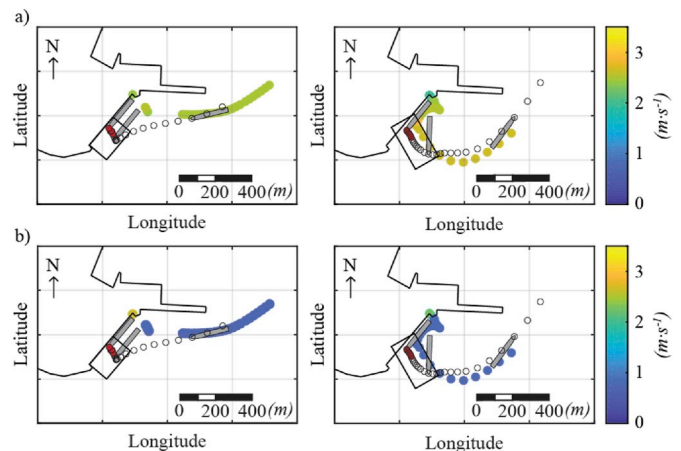 a)
N
N
Latitude
Latitude
0 200 400 (m)
0 200 400 (m)
Longitude
Longitude
3
2
1
0
(m·s⁻¹)
b)
N
N
Latitude
Latitude
0 200 400 (m)
0 200 400 (m)
Longitude
Longitude
3
2
1
0
(m·s⁻¹)